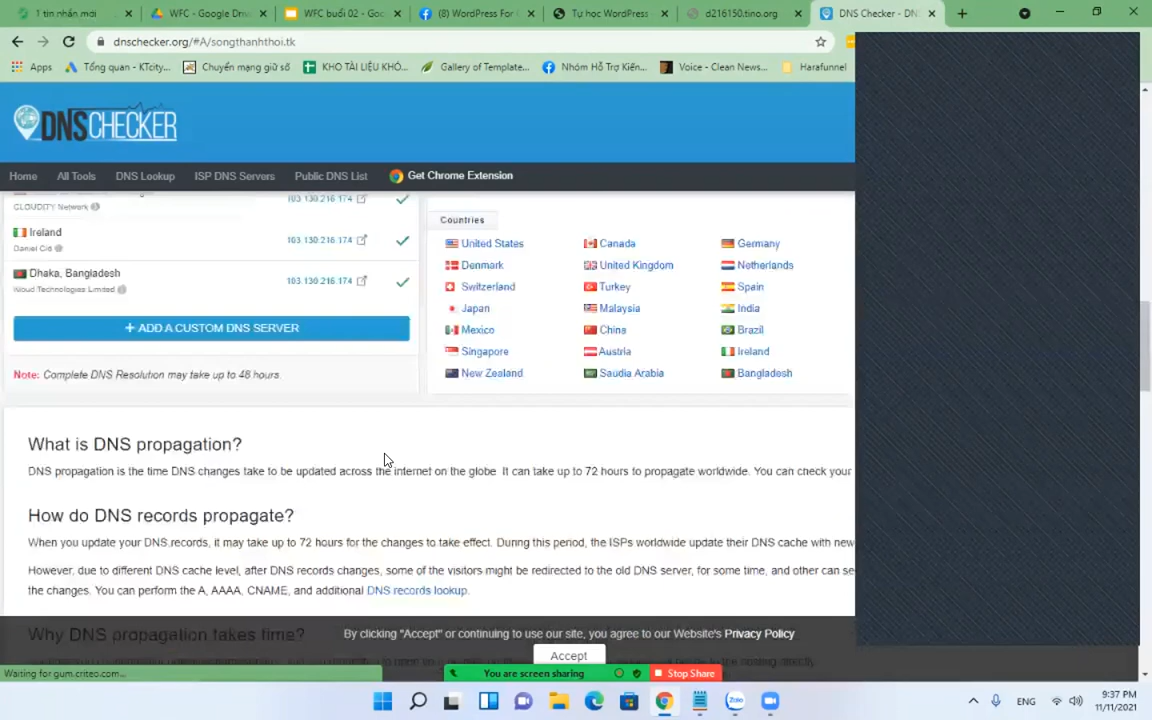 1 tin nhắn mới
WFC - Google Driv
WFC buổi 02 - Goo
(8) WordPress For
Tự học WordPress
d216150.tino.org
DNS Checker - DN
dnschecker.org/#A/songthanhthoi.tk
Apps
Tổng quan - KTcity...
Chuyển mạng giữ số
KHO TÀI LIỆU KHÓ...
Gallery of Template...
Nhóm Hỗ Trợ Kiến...
Voice - Clean News...
Harafunnel
DNSCHECKER
Home
All Tools
DNS Lookup
ISP DNS Servers
Public DNS List
Get Chrome Extension
CLOUDITY Network
103.130.216.174
Ireland
Daniel Cid
103.130.216.174
Dhaka, Bangladesh
Nloud Technologies Limited
103.130.216.174
+ ADD A CUSTOM DNS SERVER
Note: Complete DNS Resolution may take up to 48 hours.
Countries
United States
Canada
Germany
Denmark
United Kingdom
Netherlands
Switzerland
Turkey
Spain
Japan
Malaysia
India
Mexico
China
Brazil
Singapore
Austria
Ireland
New Zealand
Saudia Arabia
Bangladesh
What is DNS propagation?
DNS propagation is the time DNS changes take to be updated across the internet on the globe. It can take up to 72 hours to propagate worldwide. You can check your
How do DNS records propagate?
When you update your DNS records, it may take up to 72 hours for the changes to take effect. During this period, the ISPs worldwide update their DNS cache with new
However, due to different DNS cache level, after DNS records changes, some of the visitors might be redirected to the old DNS server, for some time, and other can se
the changes. You can perform the A, AAAA, CNAME, and additional DNS records lookup.
Why DNS propagation takes time?
By clicking "Accept" or continuing to use our site, you agree to our Website's Privacy Policy
Accept
Waiting for gum.criteo.com...
You are screen sharing
Stop Share
Zalo
ENG
9:37 PM
11/11/2021